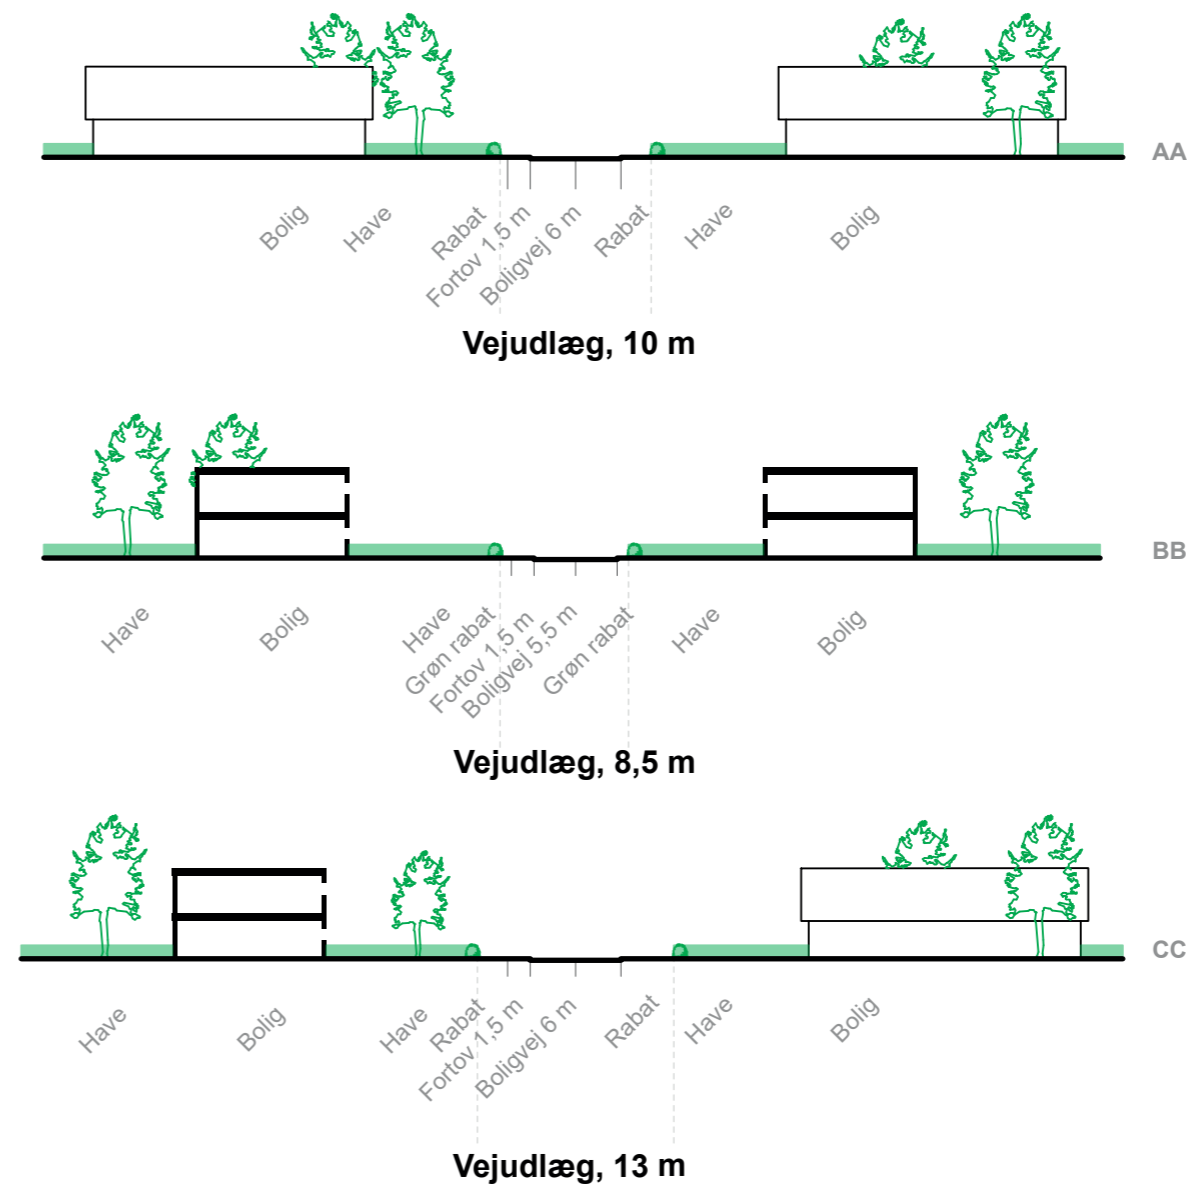 AA
Bolig
Have
Rabat
Fortov 1,5 m
Boligvej 6 m
Rabat
Have
Bolig
Vejudlæg, 10 m
BB
Have
Bolig
Have
Grøn rabat
Fortov 1,5 m
Boligvej 5,5 m
Grøn rabat
Have
Bolig
Vejudlæg, 8,5 m
CC
Have
Bolig
Have
Rabat
Fortov 1,5 m
Boligvej 6 m
Rabat
Have
Bolig
Vejudlæg, 13 m